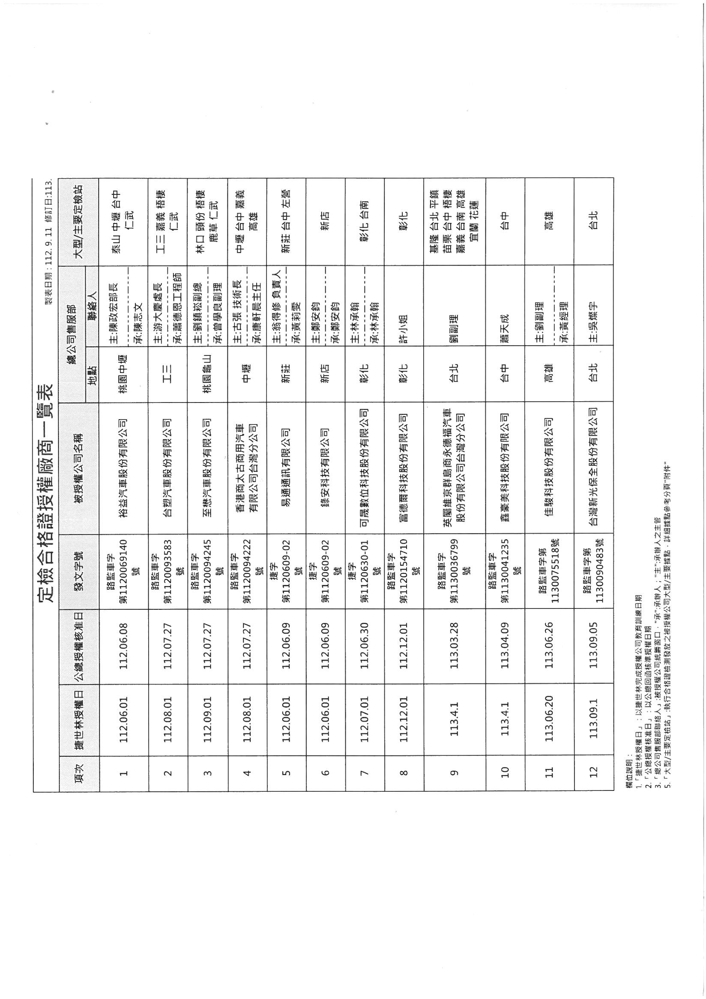 定檢合格證授權廠商一覽表
製表日期：112.9.11 修訂日:113.
項次 捷世林授權日 公總授權核准日 發文字號 被授權公司名稱 總公司售服部 大型/主要定檢站
地點 聯絡人
1 112.06.01 112.06.08 路監車字 第1120069140 號 裕益汽車股份有限公司 桃園中壢 主:陳政宏部長 承:陳志文 泰山 中壢 台中 仁武
2 112.08.01 112.07.27 路監車字 第1120093583 號 台塑汽車股份有限公司 工三 主:游大慶處長 承:蕭德恩工程師 工三 嘉義 梧棲 仁武
3 112.09.01 112.07.27 路監車字 第1120094245 號 至懋汽車股份有限公司 桃園龜山 主:劉鎮崧副總 承:曾學良副理 林口 頭份 梧棲 鹿草 仁武
4 112.08.01 112.07.27 路監車字 第1120094222 號 香港商太古商用汽車 有限公司台灣分公司 中壢 主:古張 技術長 承:康軒晨主任 中壢 台中 嘉義 高雄
5 112.06.01 112.06.09 捷字 第1120609-02 號 易通通訊有限公司 新莊 主:翁得修 負責人 承:黃莉雯 新莊 台中 左營
6 112.06.01 112.06.09 捷字 第1120609-02 號 錄安科技有限公司 新店 主:鄭安鈞 承:鄭安鈞 新店
7 112.07.01 112.06.30 捷字 第1120630-01 號 可晟數位科技股份有限公司 彰化 主:林承翰 承:林承翰 彰化 台南
8 112.12.01 112.12.01 路監車字 第1120154710 號 富德爾科技股份有限公司 彰化 許小姐 彰化
9 113.4.1 113.03.28 路監車字 第1130036799 號 英屬維京群島商永德福汽車 股份有限公司台灣分公司 台北 劉副理 基隆 台北 平鎮 苗栗 台中 梧棲 嘉義 台南 高雄 宜蘭 花蓮
10 113.4.1 113.04.09 路監車字 第1130041235 號 鑫豪美科技股份有限公司 台中 蕭天成 台中
11 113.06.20 113.06.26 路監車字第 1130075518號 佳駿科技股份有限公司 高雄 主:劉副理 承:黃經理 高雄
12 113.09.1 113.09.05 路監車字第 1130090483號 台灣新光保全股份有限公司 台北 主:吳燦宇 台北
欄位說明：
1.「捷世林授權日」：以捷世林完成授權公司教育訓練日期
2.「公總授權核准日」：以公總回函核準授權日期
3.「總公司售服部聯絡人」:被授權公司統籌窗口，"承":承辦人；"主":承辦人之主管
5.「大型/主要定檢站」:執行合格證檢測發放之被授權公司大型/主要據點，詳細據點參考分頁"附件"